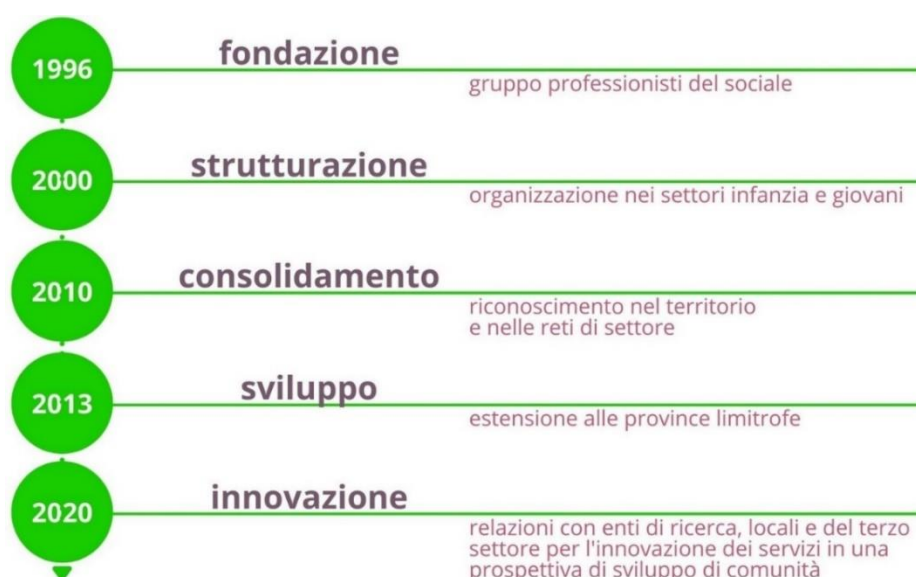 1996
fondazione
gruppo professionisti del sociale
2000
strutturazione
organizzazione nei settori infanzia e giovani
2010
consolidamento
riconoscimento nel territorio
e nelle reti di settore
2013
sviluppo
estensione alle province limitrofe
2020
innovazione
relazioni con enti di ricerca, locali e del terzo
settore per l'innovazione dei servizi in una
prospettiva di sviluppo di comunità